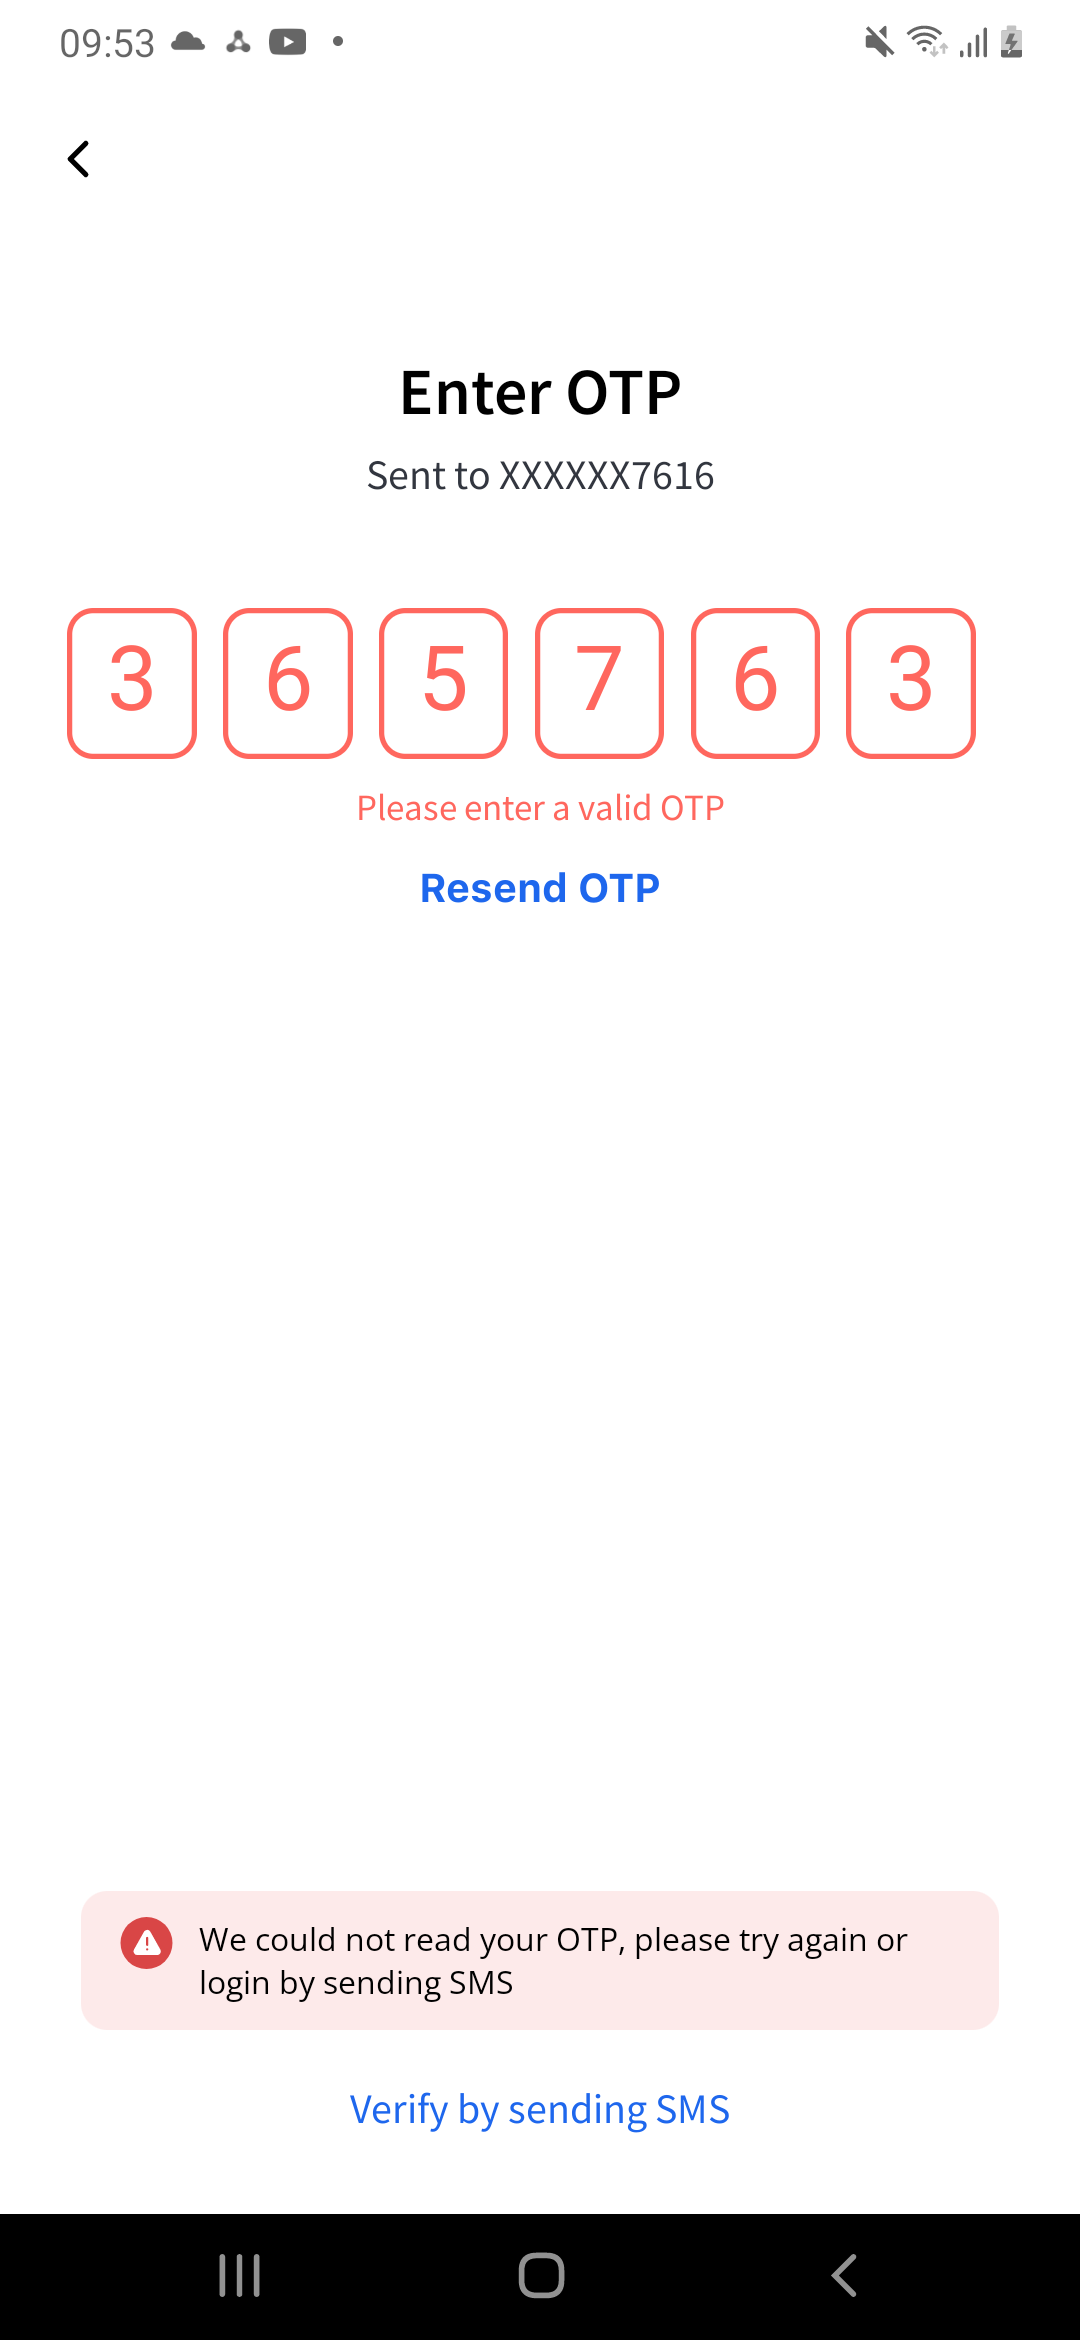 09:53
Enter OTP
Sent to XXXXXX7616
3 6 5 7 6 3
Please enter a valid OTP
Resend OTP
We could not read your OTP, please try again or
login by sending SMS
Verify by sending SMS